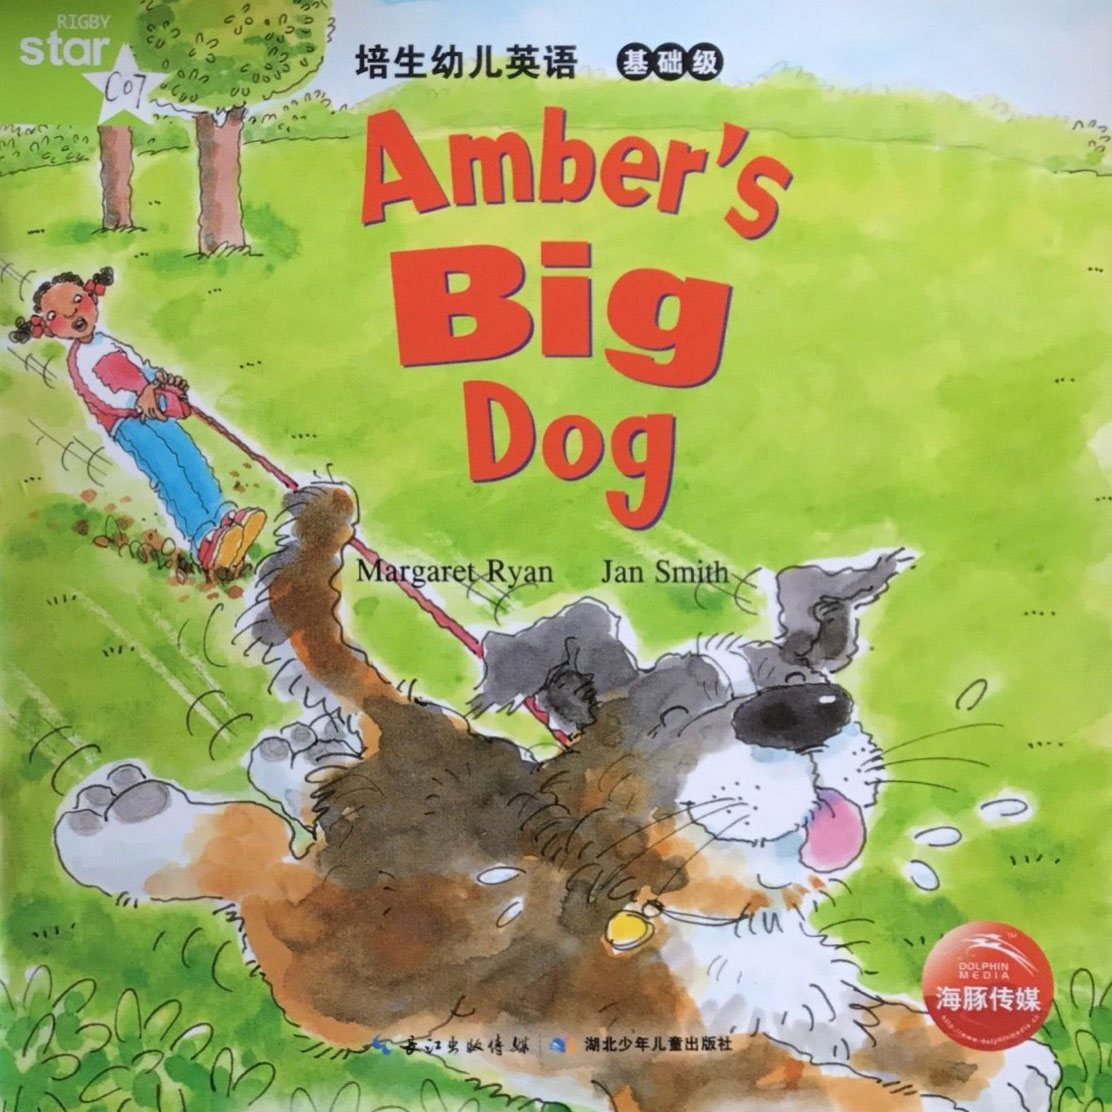 RIGBY
star
C07
培生幼儿英语 基础级
Amber's
Big
Dog
Margaret Ryan Jan Smith
DOLPHIN
MEDIA
海豚传媒
长江出版传媒 湖北少年儿童出版社